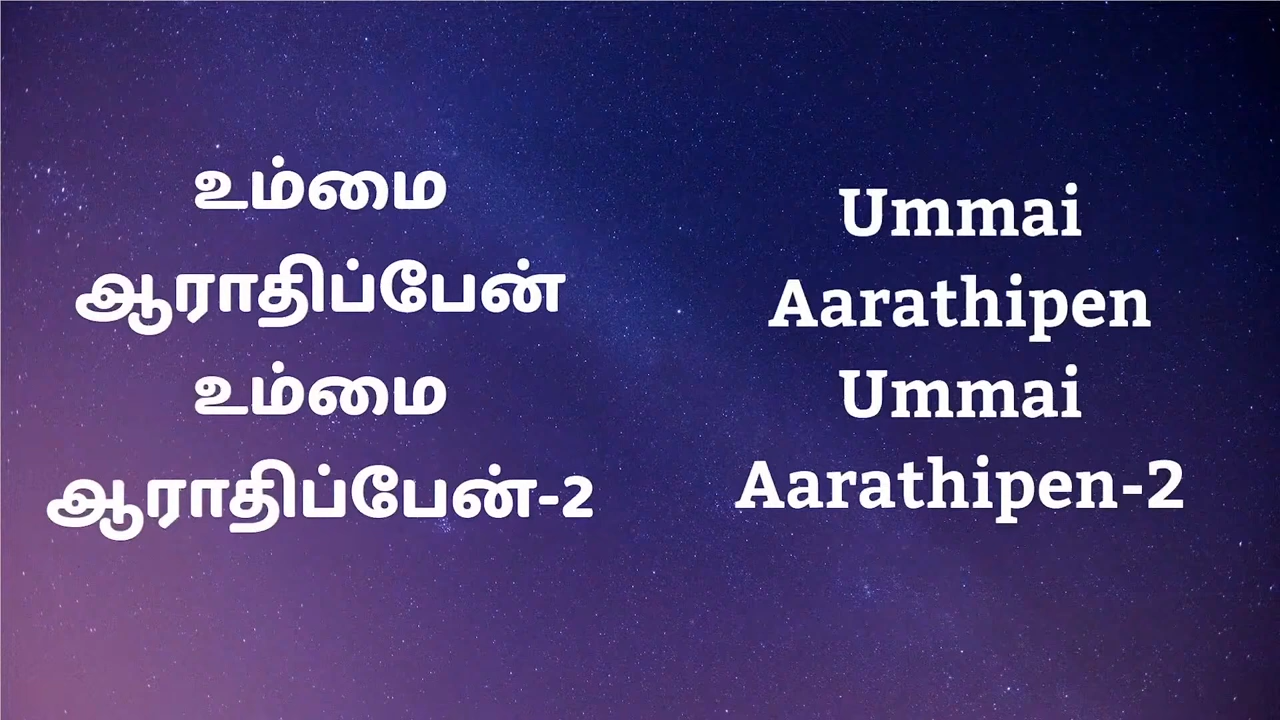 உம்மை
ஆராதிப்பேன்
உம்மை
ஆராதிப்பேன்-2
Ummai
Aarathipen
Ummai
Aarathipen-2